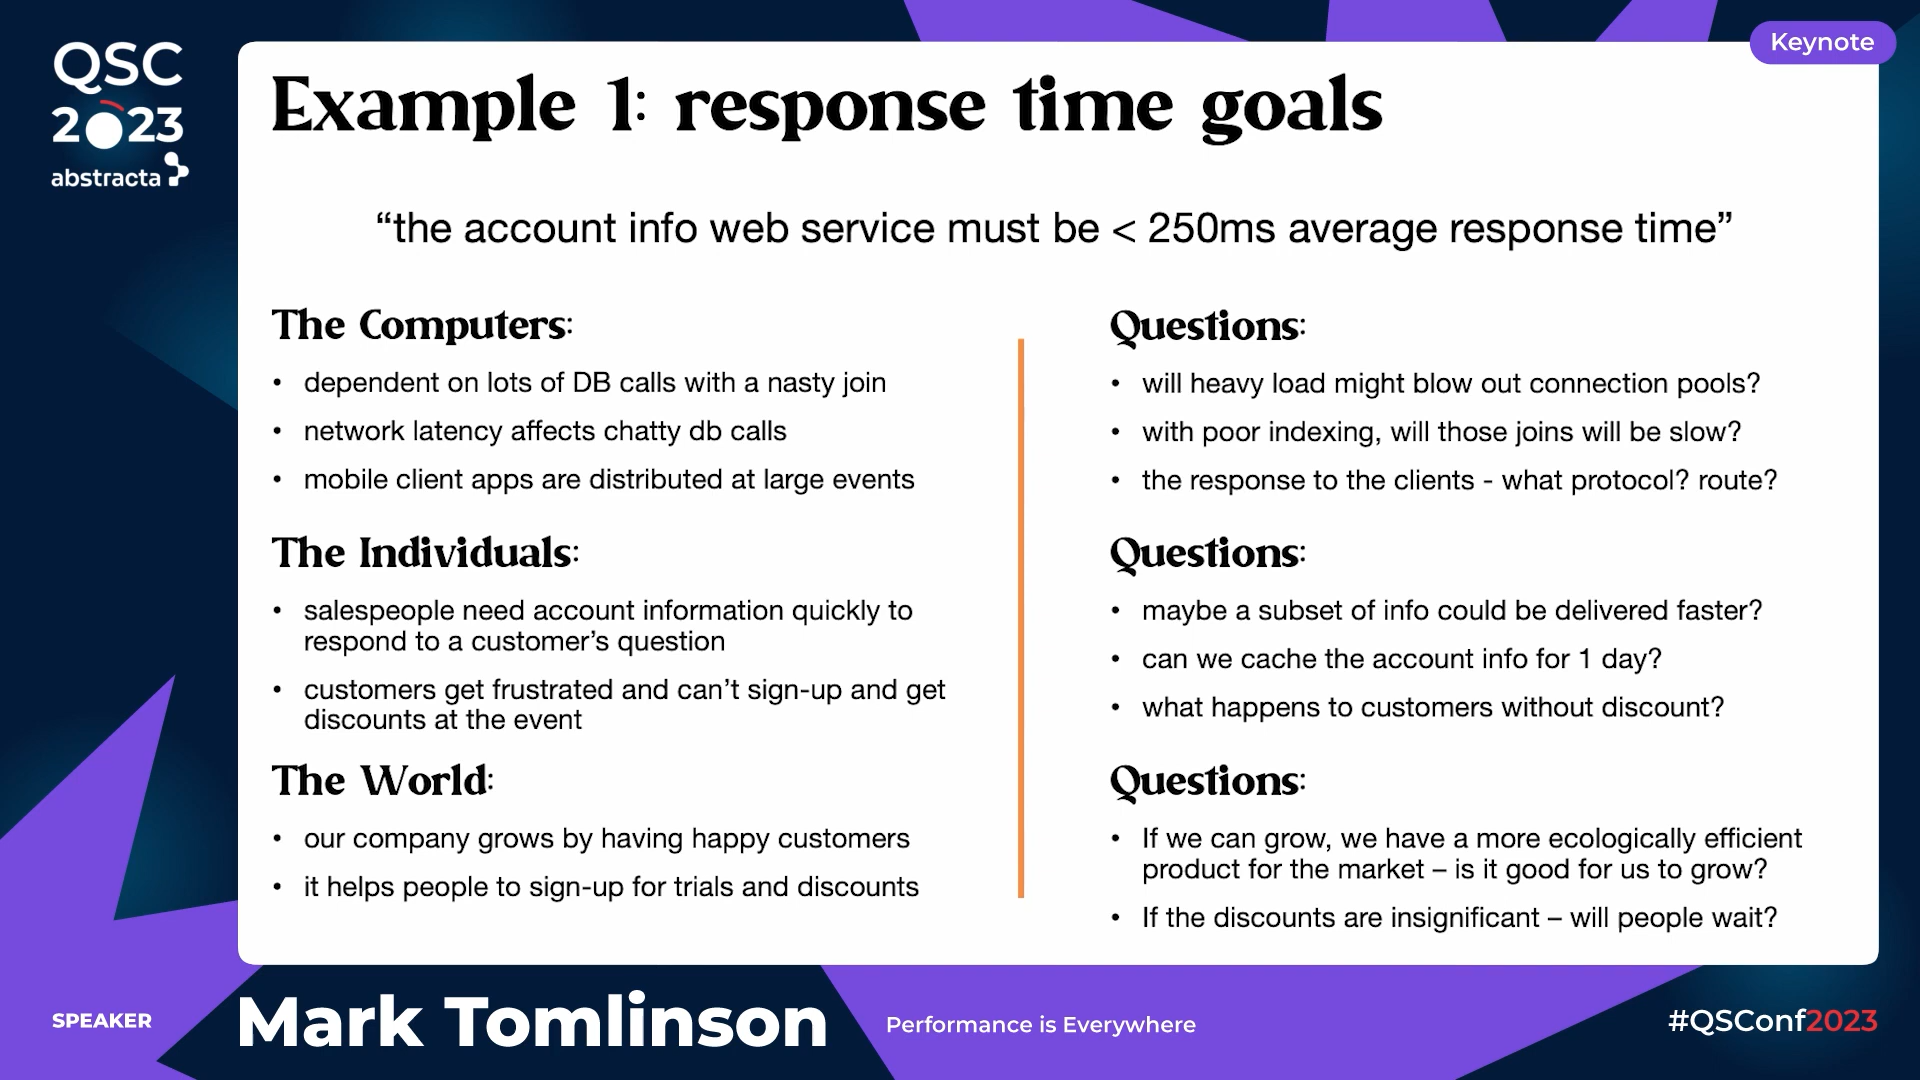 QSC
2023
abstracta
Keynote
Example 1: response time goals
“the account info web service must be < 250ms average response time”
The Computers:
• dependent on lots of DB calls with a nasty join
• network latency affects chatty db calls
• mobile client apps are distributed at large events
Questions:
• will heavy load might blow out connection pools?
• with poor indexing, will those joins will be slow?
• the response to the clients - what protocol? route?
The Individuals:
• salespeople need account information quickly to
respond to a customer’s question
• customers get frustrated and can’t sign-up and get
discounts at the event
Questions:
• maybe a subset of info could be delivered faster?
• can we cache the account info for 1 day?
• what happens to customers without discount?
The World:
• our company grows by having happy customers
• it helps people to sign-up for trials and discounts
Questions:
• If we can grow, we have a more ecologically efficient
product for the market – is it good for us to grow?
• If the discounts are insignificant – will people wait?
SPEAKER
Mark Tomlinson
Performance is Everywhere
#QSConf2023